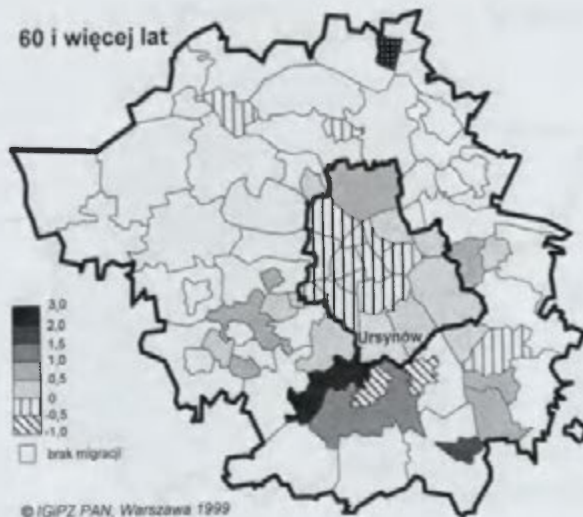 60 i więcej lat
Ursynów
3,0
2,0
1,5
1,0
0,5
0
-0,5
-1,0
brak migracji
© IGiPZ PAN, Warszawa 1999